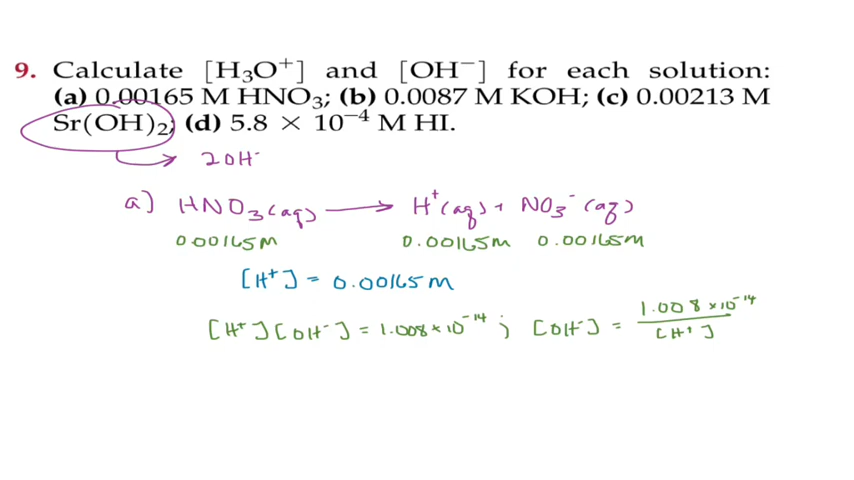 9. Calculate [H₃O⁺] and [OH⁻] for each solution:
(a) 0.00165 M HNO₃; (b) 0.0087 M KOH; (c) 0.00213 M
Sr(OH)₂; (d) 5.8 × 10⁻⁴ M HI.
2OH⁻
a) HNO₃(aq) → H⁺(aq) + NO₃⁻(aq)
0.00165M 0.00165M 0.00165M
[H⁺] = 0.00165M
[H⁺][OH⁻] = 1.008 × 10⁻¹⁴ ; [OH⁻] = 1.008 × 10⁻¹⁴ / [H⁺]